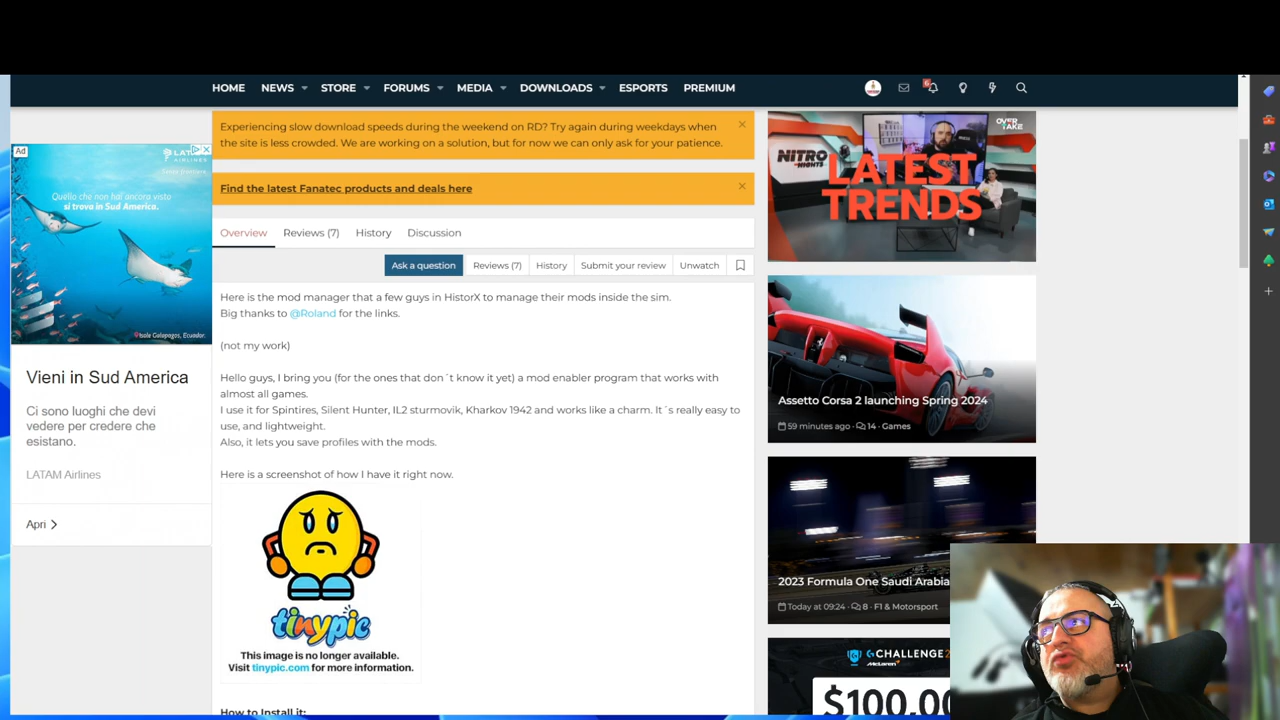 HOME
NEWS
STORE
FORUMS
MEDIA
DOWNLOADS
ESPORTS
PREMIUM
6
Experiencing slow download speeds during the weekend on RD? Try again during weekdays when
the site is less crowded. We are working on a solution, but for now we can only ask for your patience.
Find the latest Fanatec products and deals here
Ad
LATAM
AIRLINES
Quello che non hai ancora visto
si trova in Sud America.
Isole Galapagos, Ecuador.
Vieni in Sud America
Ci sono luoghi che devi
vedere per credere che
esistano.
LATAM Airlines
Apri
Overview
Reviews (7)
History
Discussion
Ask a question
Reviews (7)
History
Submit your review
Unwatch
Here is the mod manager that a few guys in HistorX to manage their mods inside the sim.
Big thanks to @Roland for the links.
(not my work)
Hello guys, I bring you (for the ones that don´t know it yet) a mod enabler program that works with
almost all games.
I use it for Spintires, Silent Hunter, IL2 sturmovik, Kharkov 1942 and works like a charm. It´s really easy to
use, and lightweight.
Also, it lets you save profiles with the mods.
Here is a screenshot of how I have it right now.
tinypic
This image is no longer available.
Visit tinypic.com for more information.
How to Install it:
OVER
TAKE
NITRO
NIGHTS
LATEST
TRENDS
Assetto Corsa 2 launching Spring 2024
59 minutes ago · 14 · Games
2023 Formula One Saudi Arabia
Today at 09:24 · 8 · F1 & Motorsport
G CHALLENGE
McLaren
$100,00